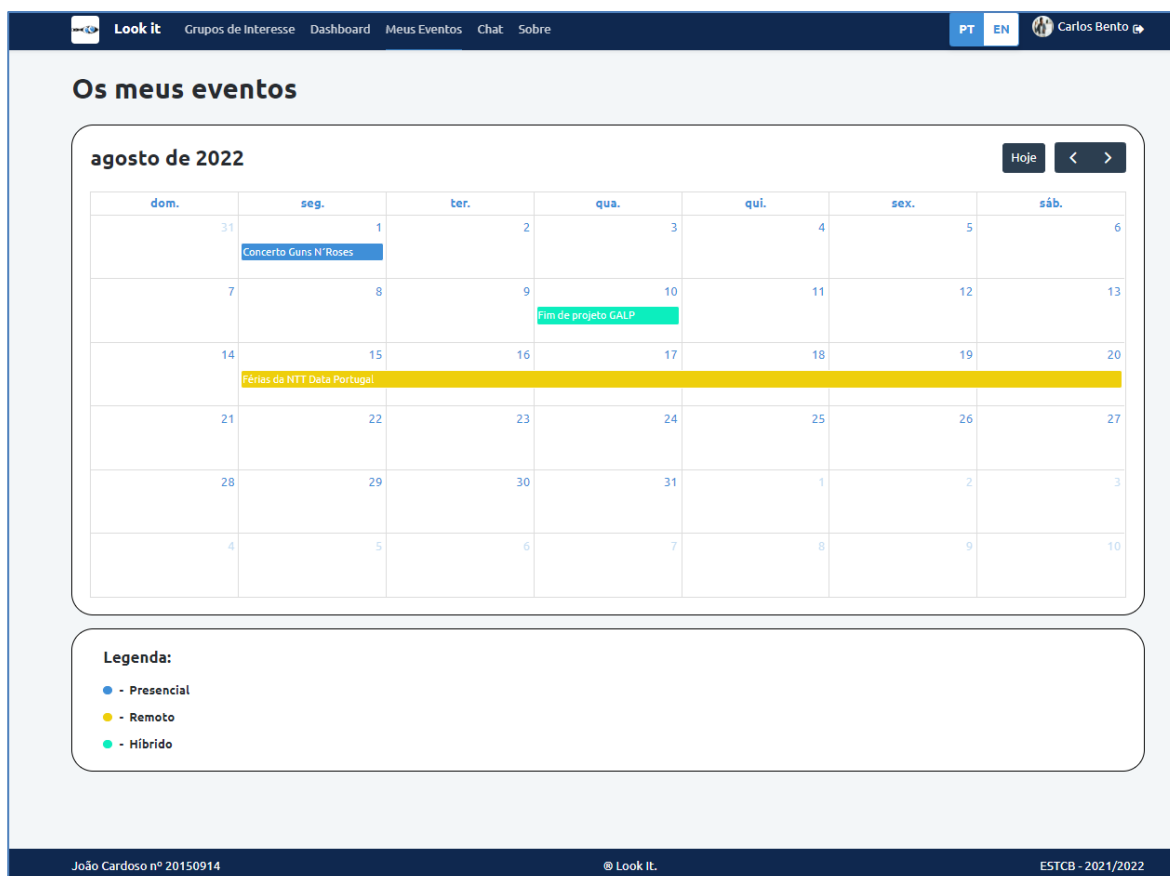 Look it Grupos de Interesse Dashboard Meus Eventos Chat Sobre PT EN Carlos Bento
Os meus eventos
agosto de 2022 Hoje
dom. seg. ter. qua. qui. sex. sáb.
31 1 2 3 4 5 6
Concerto Guns N´Roses
7 8 9 10 11 12 13
Fim de projeto GALP
14 15 16 17 18 19 20
Férias da NTT Data Portugal
21 22 23 24 25 26 27
28 29 30 31 1 2 3
4 5 6 7 8 9 10
Legenda:
- Presencial
- Remoto
- Híbrido
João Cardoso nº 20150914 ® Look It. ESTCB - 2021/2022